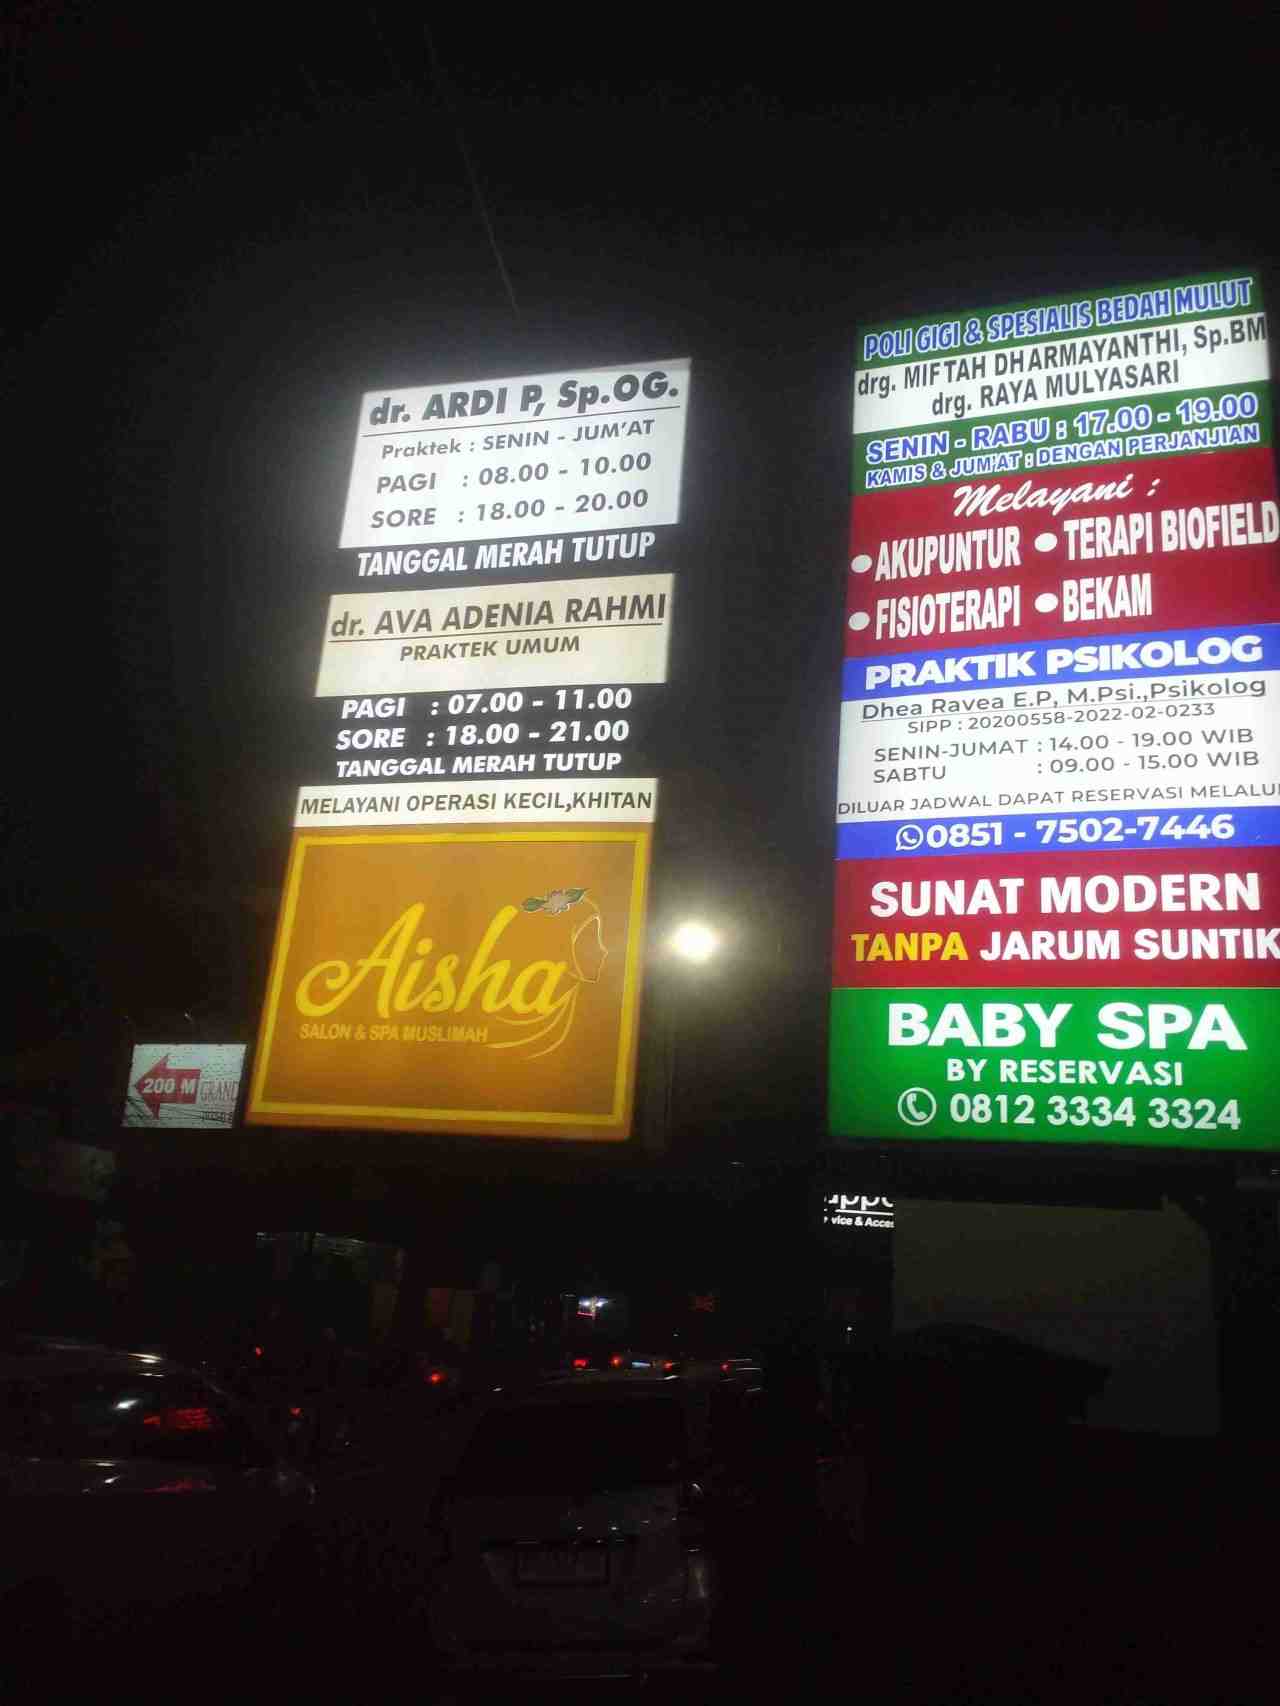 dr. ARDI P, Sp.OG.
Praktek : SENIN - JUM'AT
PAGI : 08.00 - 10.00
SORE : 18.00 - 20.00
TANGGAL MERAH TUTUP
dr. AVA ADENIA RAHMI
PRAKTEK UMUM
PAGI : 07.00 - 11.00
SORE : 18.00 - 21.00
TANGGAL MERAH TUTUP
MELAYANI OPERASI KECIL,KHITAN
Aisha
SALON & SPA MUSLIMAH
200 M
GRAND
POLI GIGI & SPESIALIS BEDAH MULUT
drg. MIFTAH DHARMAYANTHI, Sp.BM
drg. RAYA MULYASARI
SENIN - RABU : 17.00 - 19.00
KAMIS & JUM'AT : DENGAN PERJANJIAN
Melayani :
• AKUPUNTUR • TERAPI BIOFIELD
• FISIOTERAPI • BEKAM
PRAKTIK PSIKOLOG
Dhea Ravea E.P, M.Psi.,Psikolog
SIPP : 20200558-2022-02-0233
SENIN-JUMAT : 14.00 - 19.00 WIB
SABTU : 09.00 - 15.00 WIB
DILUAR JADWAL DAPAT RESERVASI MELALUI
0851 - 7502-7446
SUNAT MODERN
TANPA JARUM SUNTIK
BABY SPA
BY RESERVASI
0812 3334 3324